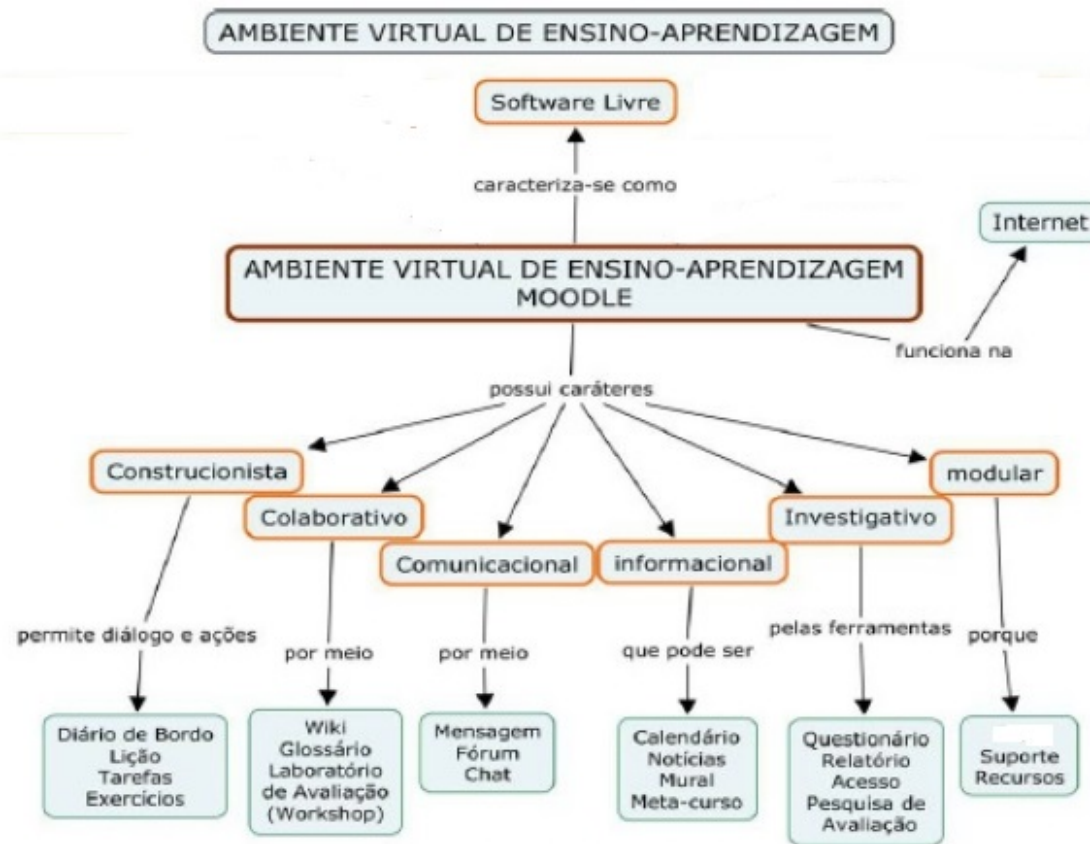 AMBIENTE VIRTUAL DE ENSINO-APRENDIZAGEM
Software Livre
caracteriza-se como
Internet
AMBIENTE VIRTUAL DE ENSINO-APRENDIZAGEM
MOODLE
funciona na
possui caráteres
Construcionista
Colaborativo
Comunicacional
informacional
Investigativo
modular
permite diálogo e ações
por meio
por meio
que pode ser
pelas ferramentas
porque
Diário de Bordo
Lição
Tarefas
Exercícios
Wiki
Glossário
Laboratório
de Avaliação
(Workshop)
Mensagem
Fórum
Chat
Calendário
Notícias
Mural
Meta-curso
Questionário
Relatório
Acesso
Pesquisa de
Avaliação
Suporte
Recursos